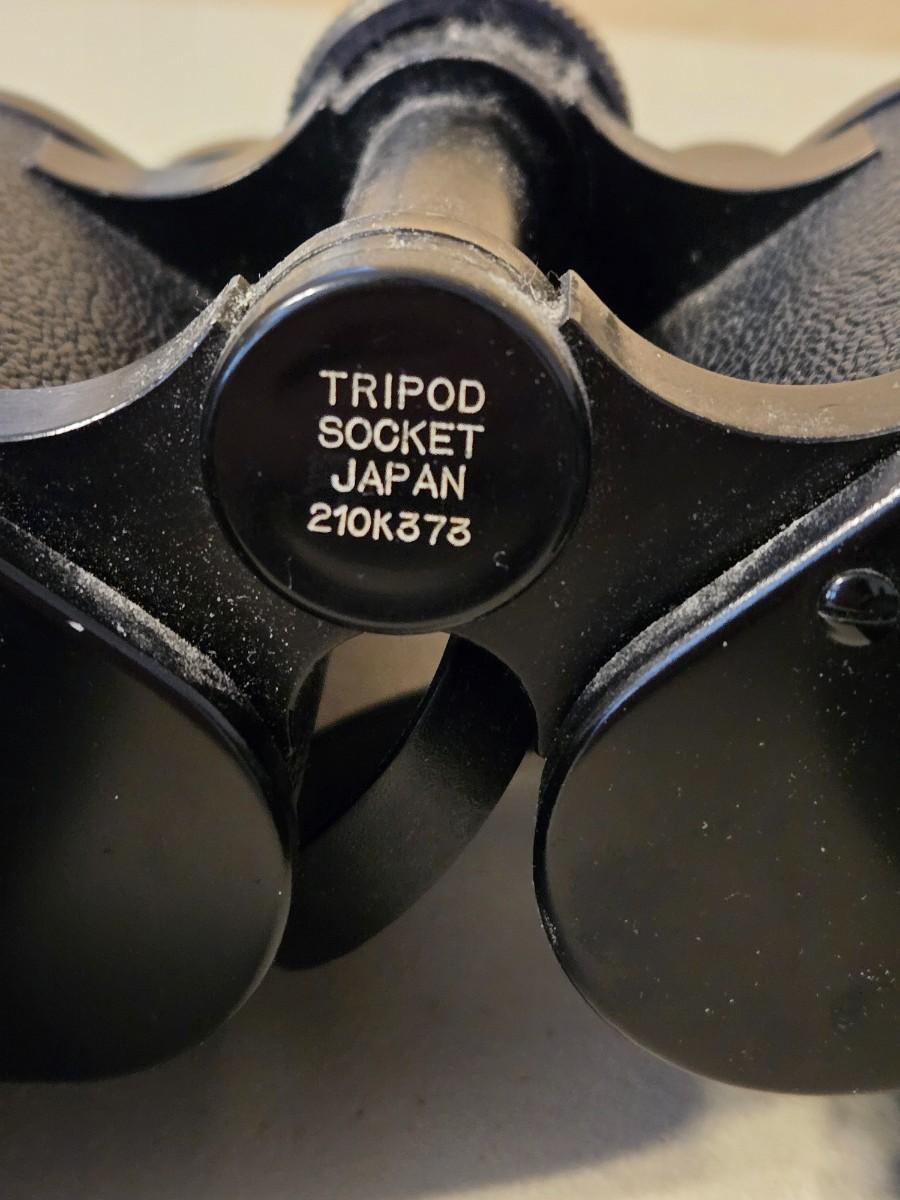 TRIPOD
SOCKET
JAPAN
210K373